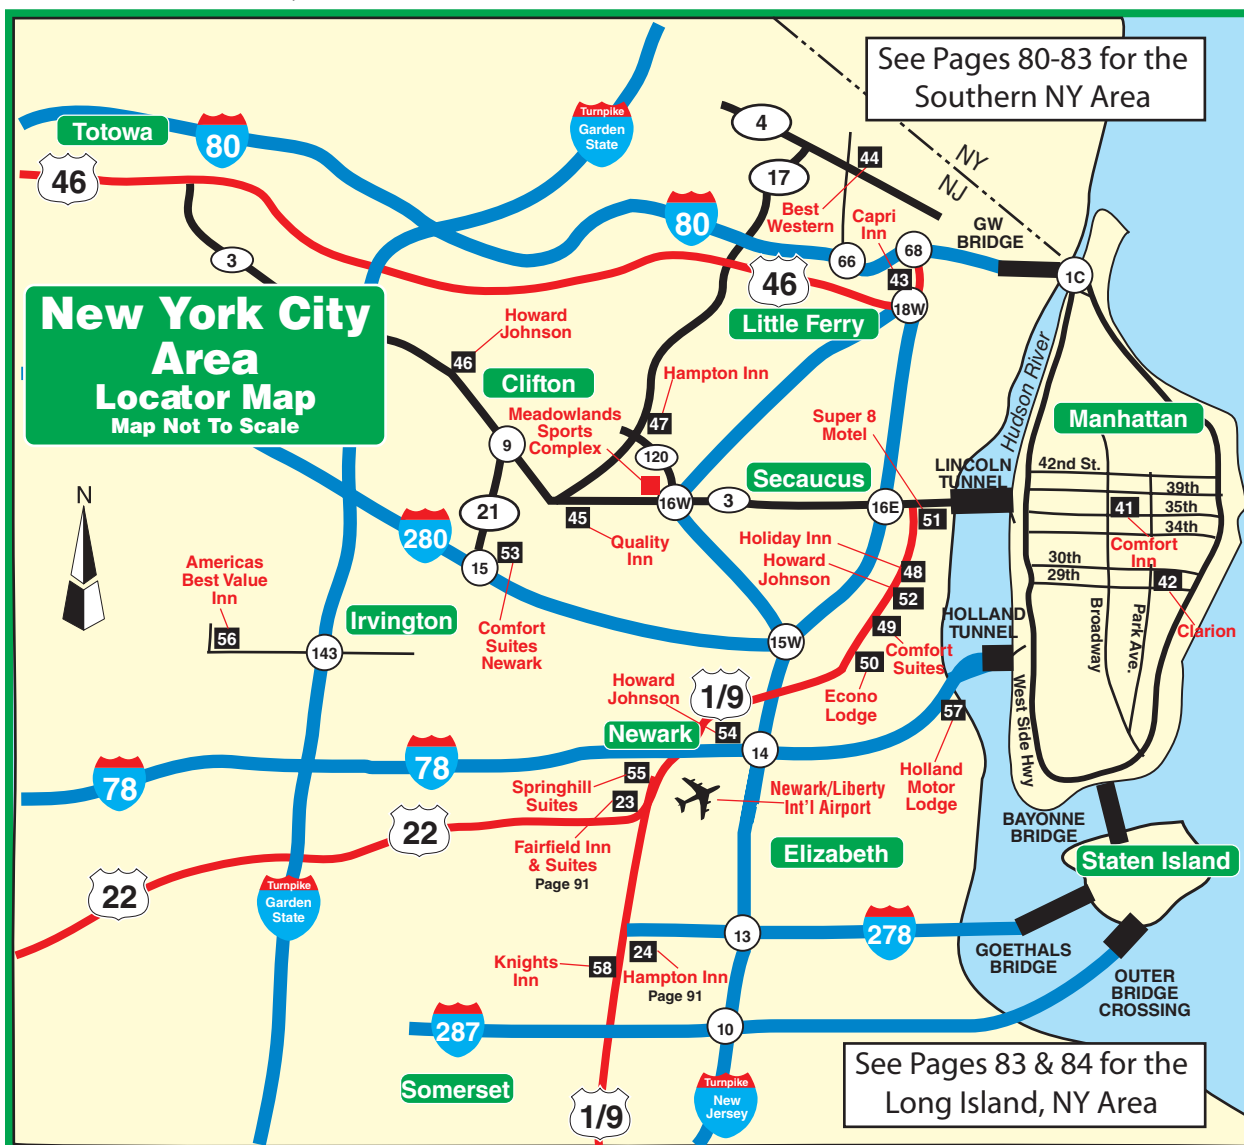 See Pages 80-83 for the
Southern NY Area
Totowa
80
Turnpike
Garden
State
4
46
17
44
NY
NJ
Best
Western
Capri
Inn
80
GW
BRIDGE
3
66
68
1C
46
43
18W
New York City
Area
Locator Map
Map Not To Scale
Howard
Johnson
46
Little Ferry
Hudson River
Clifton
Hampton Inn
47
Meadowlands
Sports
Complex
Super 8
Motel
Manhattan
9
120
Secaucus
LINCOLN
TUNNEL
42nd St.
39th
35th
34th
41
Comfort
Inn
N
21
280
16W
3
16E
51
45
Quality
Inn
Holiday Inn
Howard
Johnson
48
52
30th
29th
42
Clarion
Americas
Best Value
Inn
56
15
53
Comfort
Suites
Newark
Irvington
143
15W
49
Comfort
Suites
HOLLAND
TUNNEL
Broadway
Park Ave.
West Side Hwy
50
Econo
Lodge
Howard
Johnson
54
1/9
57
Holland
Motor
Lodge
Newark
14
78
78
Springhill
Suites
55
23
Fairfield Inn
& Suites
Page 91
Newark/Liberty
Int'l Airport
BAYONNE
BRIDGE
22
22
Elizabeth
Staten Island
Turnpike
Garden
State
13
278
GOETHALS
BRIDGE
Knights
Inn
58
24
Hampton Inn
Page 91
OUTER
BRIDGE
CROSSING
287
10
Somerset
1/9
Turnpike
New
Jersey
See Pages 83 & 84 for the
Long Island, NY Area